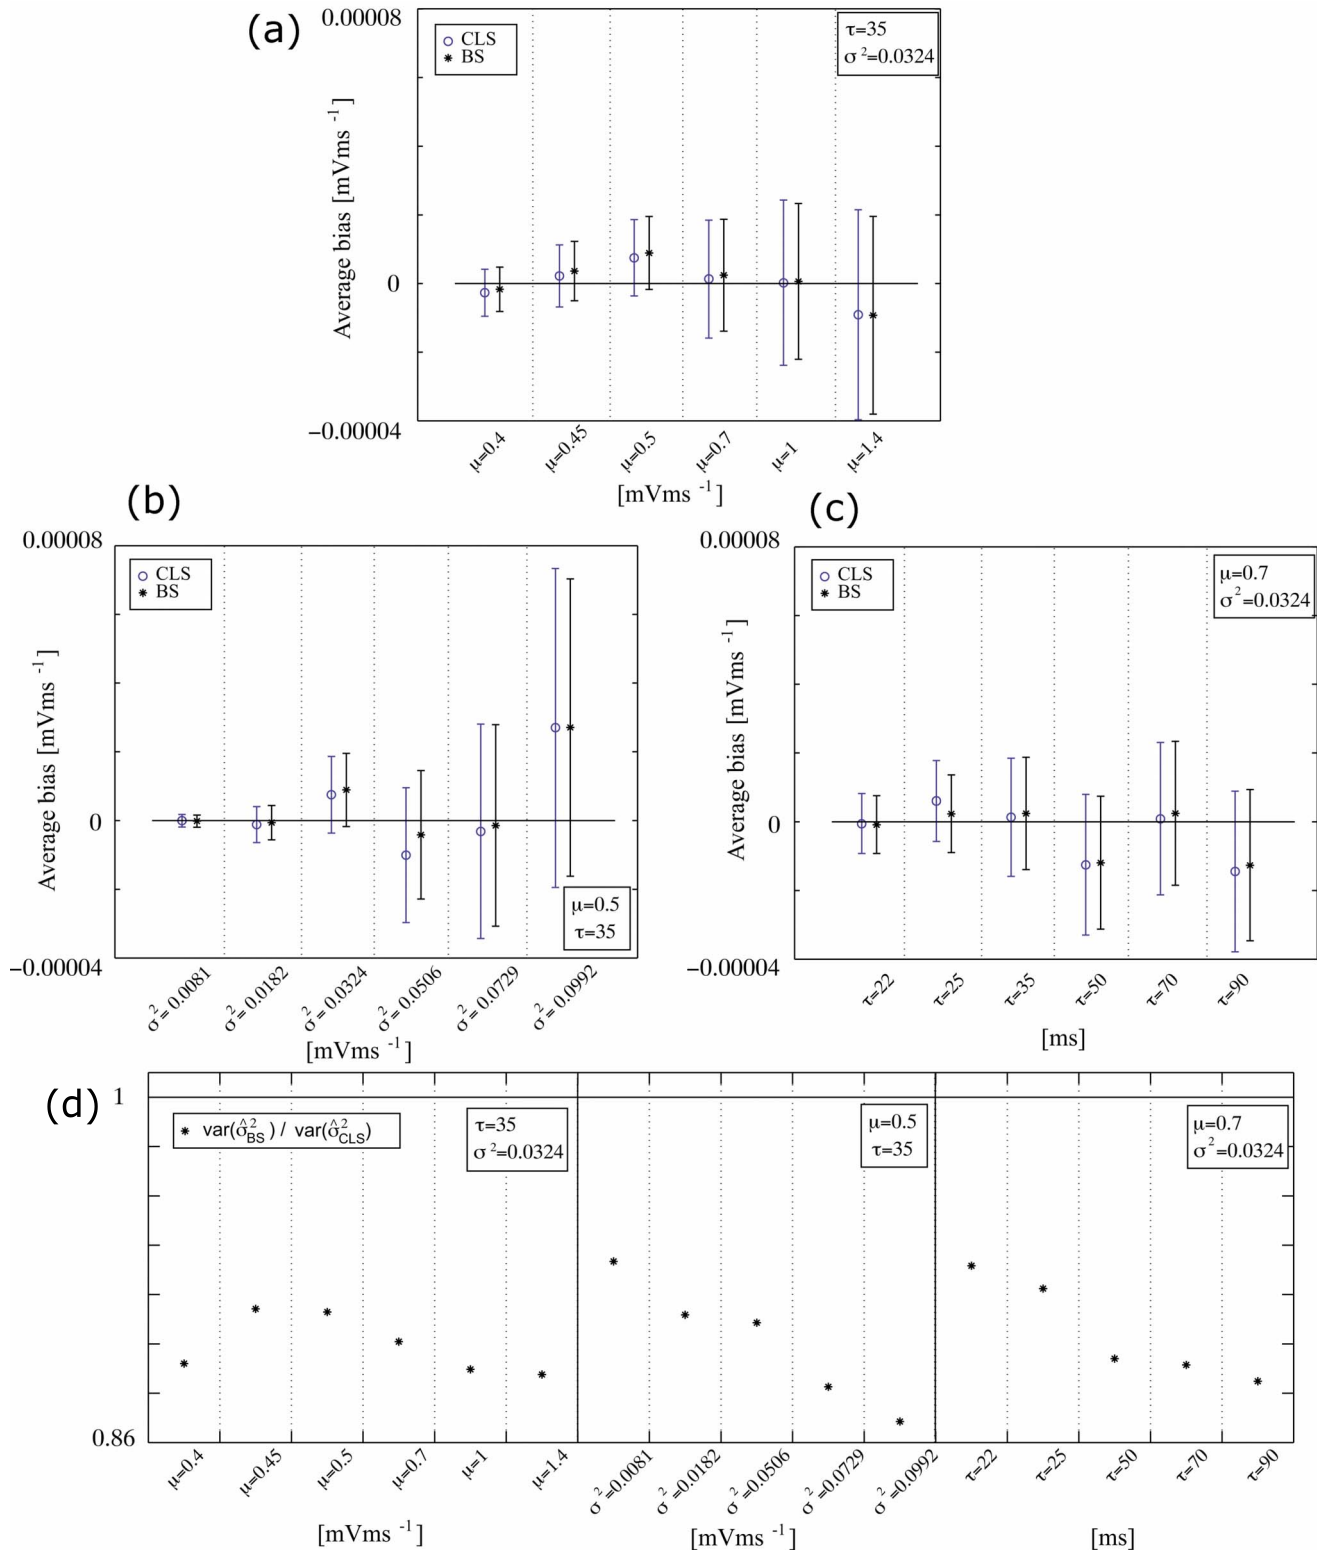 (a)
0.00008
CLS
BS
τ=35
σ²=0.0324
Average bias [mVms⁻¹]
0
−0.00004
μ=0.4
μ=0.45
μ=0.5
μ=0.7
μ=1
μ=1.4
[mVms⁻¹]
(b)
0.00008
CLS
BS
Average bias [mVms⁻¹]
0
μ=0.5
τ=35
−0.00004
σ²=0.0081
σ²=0.0182
σ²=0.0324
σ²=0.0506
σ²=0.0729
σ²=0.0992
[mVms⁻¹]
(c)
0.00008
CLS
BS
μ=0.7
σ²=0.0324
Average bias [mVms⁻¹]
0
−0.00004
τ=22
τ=25
τ=35
τ=50
τ=70
τ=90
[ms]
(d)
1
* var(σ̂²BS) / var(σ̂²CLS)
τ=35
σ²=0.0324
μ=0.5
τ=35
μ=0.7
σ²=0.0324
0.86
μ=0.4
μ=0.45
μ=0.5
μ=0.7
μ=1
μ=1.4
σ²=0.0081
σ²=0.0182
σ²=0.0506
σ²=0.0729
σ²=0.0992
τ=22
τ=25
τ=50
τ=70
τ=90
[mVms⁻¹]
[mVms⁻¹]
[ms]